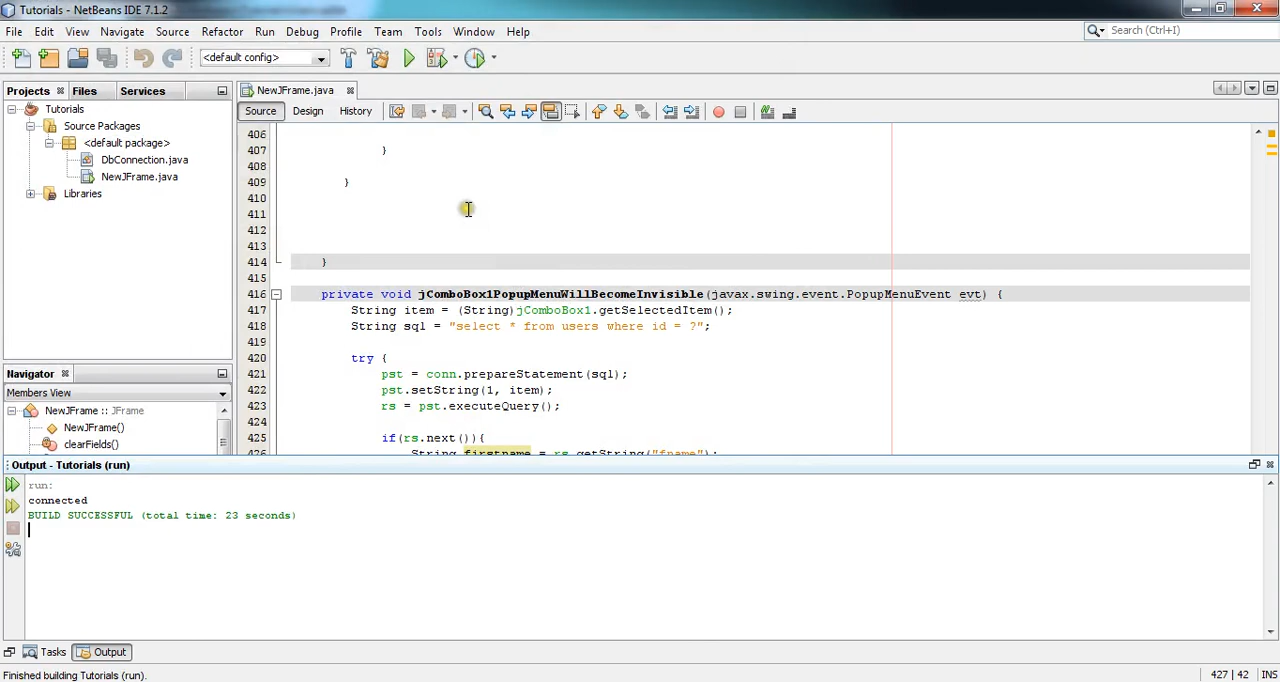 Tutorials - NetBeans IDE 7.1.2
File Edit View Navigate Source Refactor Run Debug Profile Team Tools Window Help
Search (Ctrl+I)
<default config>
Projects Files Services
NewJFrame.java
Source Design History
Tutorials
Source Packages
<default package>
DbConnection.java
NewJFrame.java
Libraries
406
407 }
408
409 }
410
411
412
413
414 }
415
416 private void jComboBox1PopupMenuWillBecomeInvisible(javax.swing.event.PopupMenuEvent evt) {
417 String item = (String)jComboBox1.getSelectedItem();
418 String sql = "select * from users where id = ?";
419
420 try {
421 pst = conn.prepareStatement(sql);
422 pst.setString(1, item);
423 rs = pst.executeQuery();
424
425 if(rs.next()){
426 String firstname = rs.getString("fname");
Navigator
Members View
NewJFrame :: JFrame
NewJFrame()
clearFields()
Output - Tutorials (run)
run:
connected
BUILD SUCCESSFUL (total time: 23 seconds)
Tasks Output
Finished building Tutorials (run).
427 | 42 INS